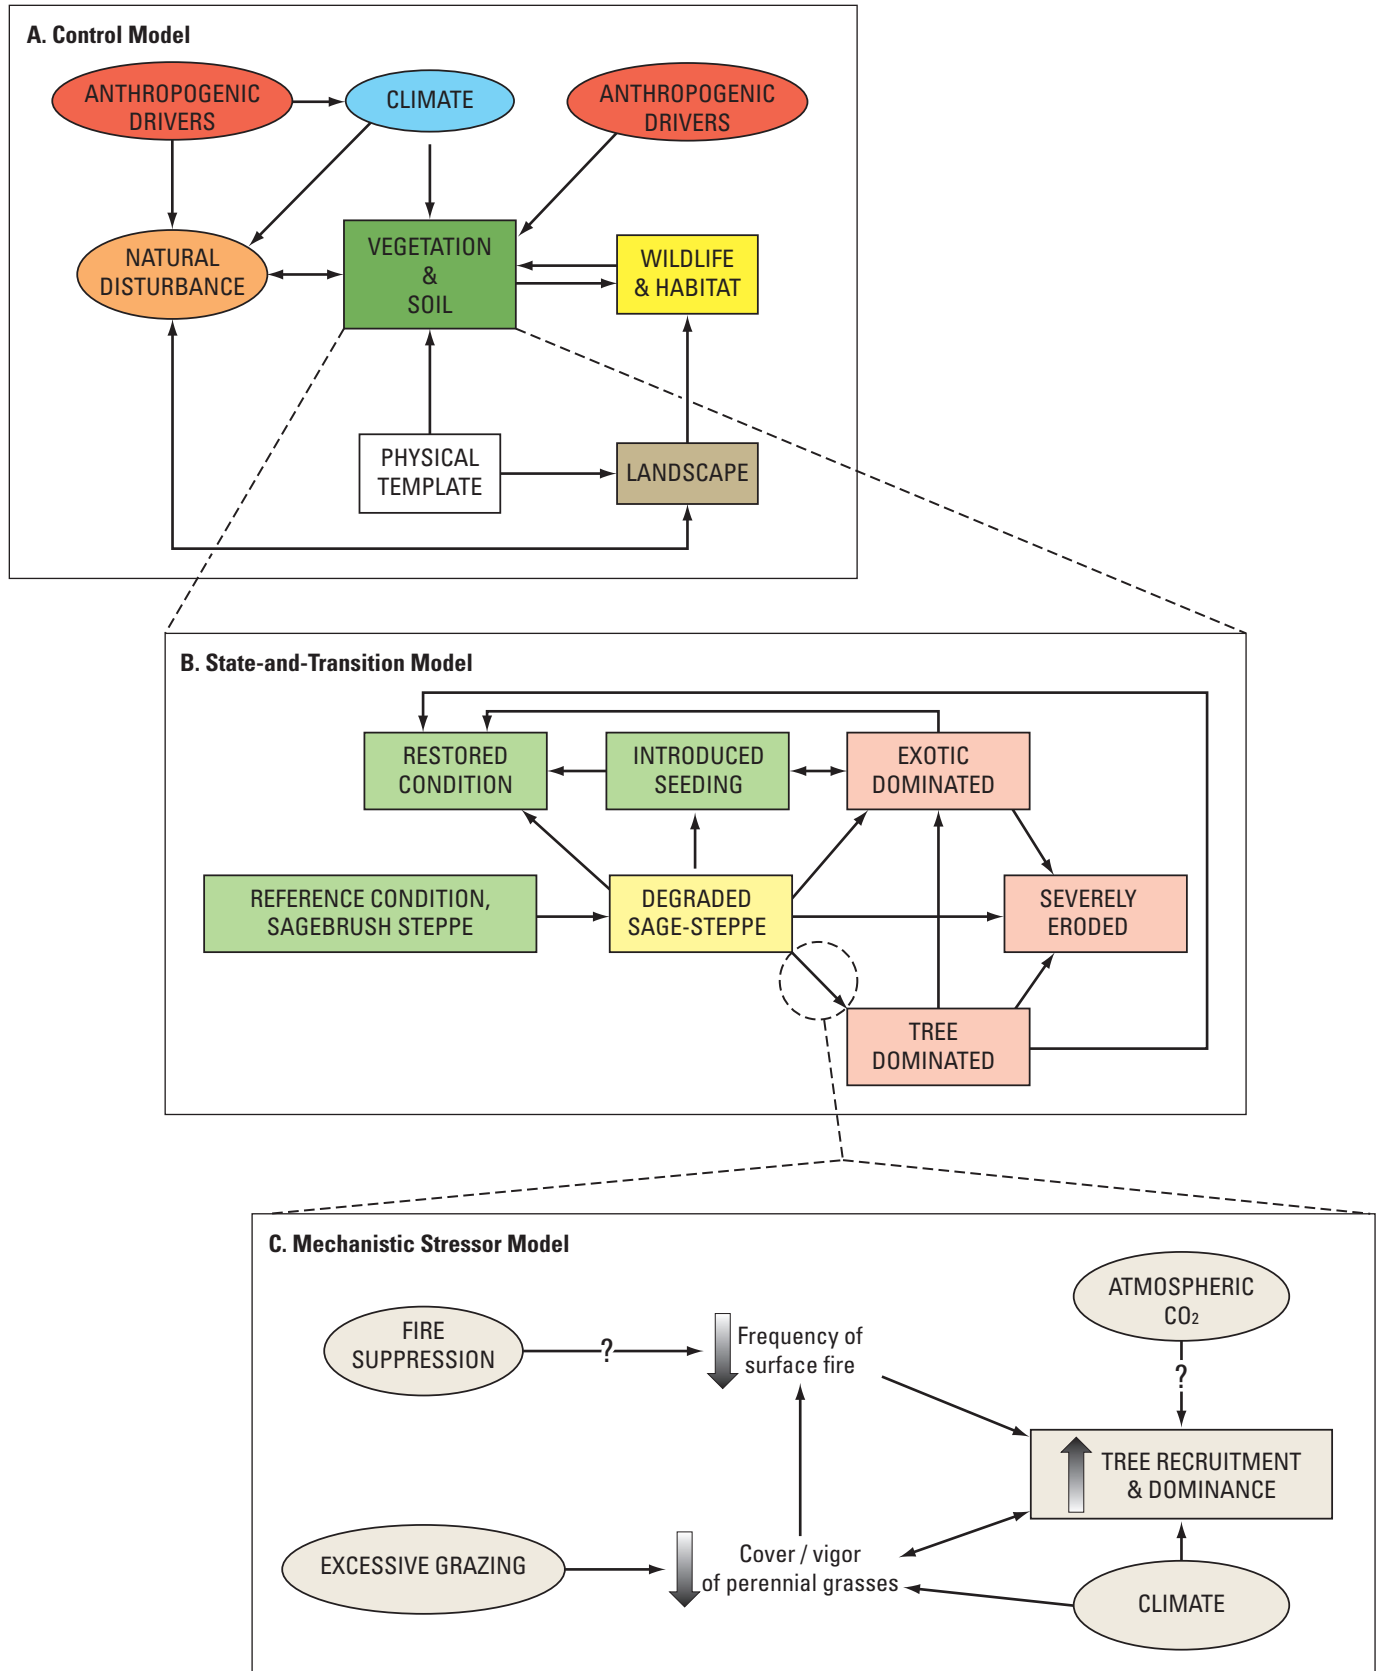 A. Control Model
ANTHROPOGENIC
DRIVERS
CLIMATE
ANTHROPOGENIC
DRIVERS
NATURAL
DISTURBANCE
VEGETATION
&
SOIL
WILDLIFE
& HABITAT
PHYSICAL
TEMPLATE
LANDSCAPE
B. State-and-Transition Model
RESTORED
CONDITION
INTRODUCED
SEEDING
EXOTIC
DOMINATED
REFERENCE CONDITION,
SAGEBRUSH STEPPE
DEGRADED
SAGE-STEPPE
SEVERELY
ERODED
TREE
DOMINATED
C. Mechanistic Stressor Model
FIRE
SUPPRESSION
?
Frequency of
surface fire
ATMOSPHERIC
CO₂
?
TREE RECRUITMENT
& DOMINANCE
EXCESSIVE GRAZING
Cover / vigor
of perennial grasses
CLIMATE